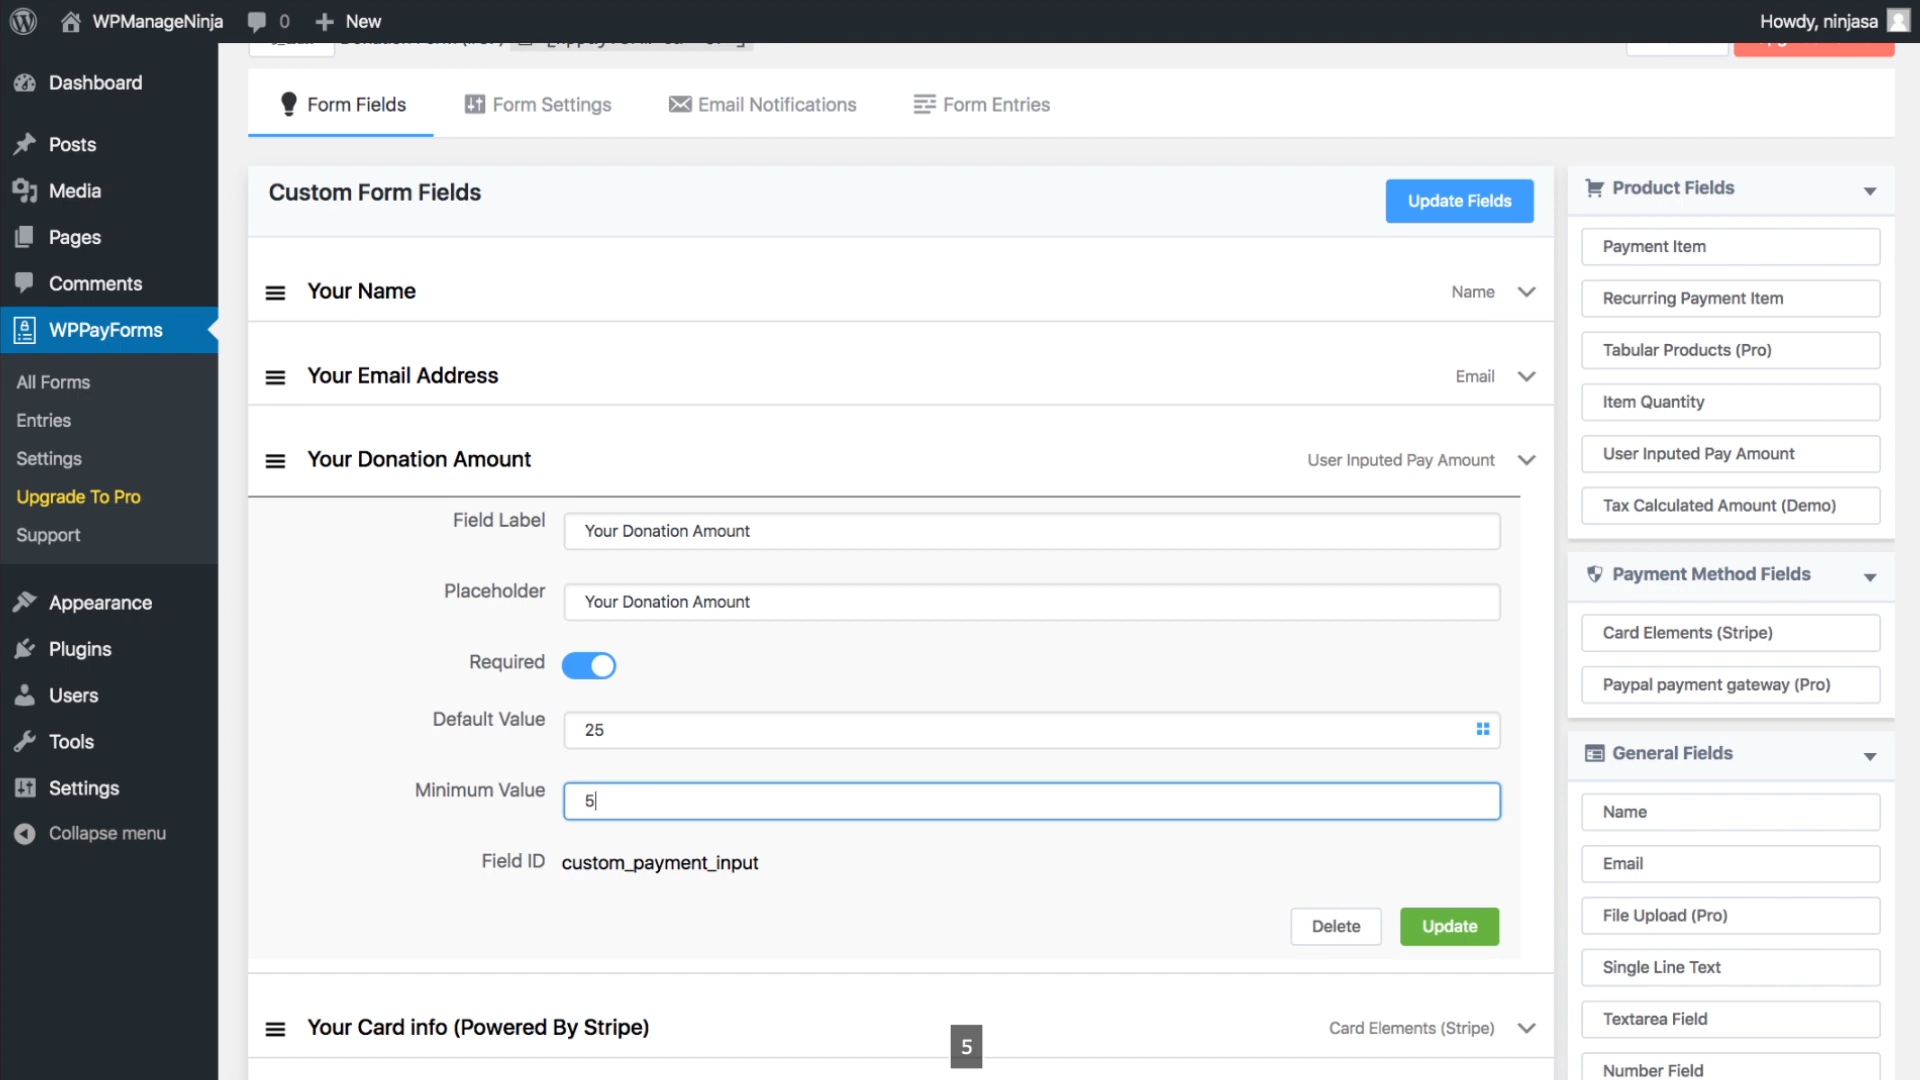 WPManageNinja 0 New Howdy, ninjasa
Dashboard
Posts
Media
Pages
Comments
WPPayForms
All Forms
Entries
Settings
Upgrade To Pro
Support
Appearance
Plugins
Users
Tools
Settings
Collapse menu
Form Fields Form Settings Email Notifications Form Entries
Custom Form Fields Update Fields
Your Name Name
Your Email Address Email
Your Donation Amount User Inputed Pay Amount
Field Label Your Donation Amount
Placeholder Your Donation Amount
Required
Default Value 25
Minimum Value 5
Field ID custom_payment_input
Delete Update
Your Card info (Powered By Stripe) Card Elements (Stripe)
5
Product Fields
Payment Item
Recurring Payment Item
Tabular Products (Pro)
Item Quantity
User Inputed Pay Amount
Tax Calculated Amount (Demo)
Payment Method Fields
Card Elements (Stripe)
Paypal payment gateway (Pro)
General Fields
Name
Email
File Upload (Pro)
Single Line Text
Textarea Field
Number Field